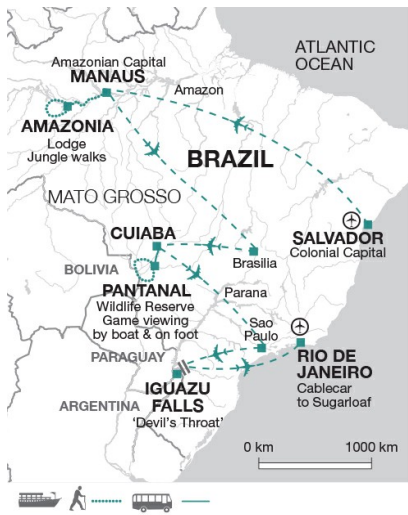 ATLANTIC
OCEAN
Amazonian Capital
MANAUS
Amazon
AMAZONIA
Lodge
Jungle walks
BRAZIL
MATO GROSSO
CUIABA
SALVADOR
Colonial Capital
BOLIVIA
Brasilia
PANTANAL
Wildlife Reserve
Game viewing
by boat & on foot
Parana
Sao
Paulo
PARAGUAY
RIO DE
JANEIRO
Cablecar
to Sugarloaf
IGUAZU
FALLS
'Devil's Throat'
ARGENTINA
0 km
1000 km